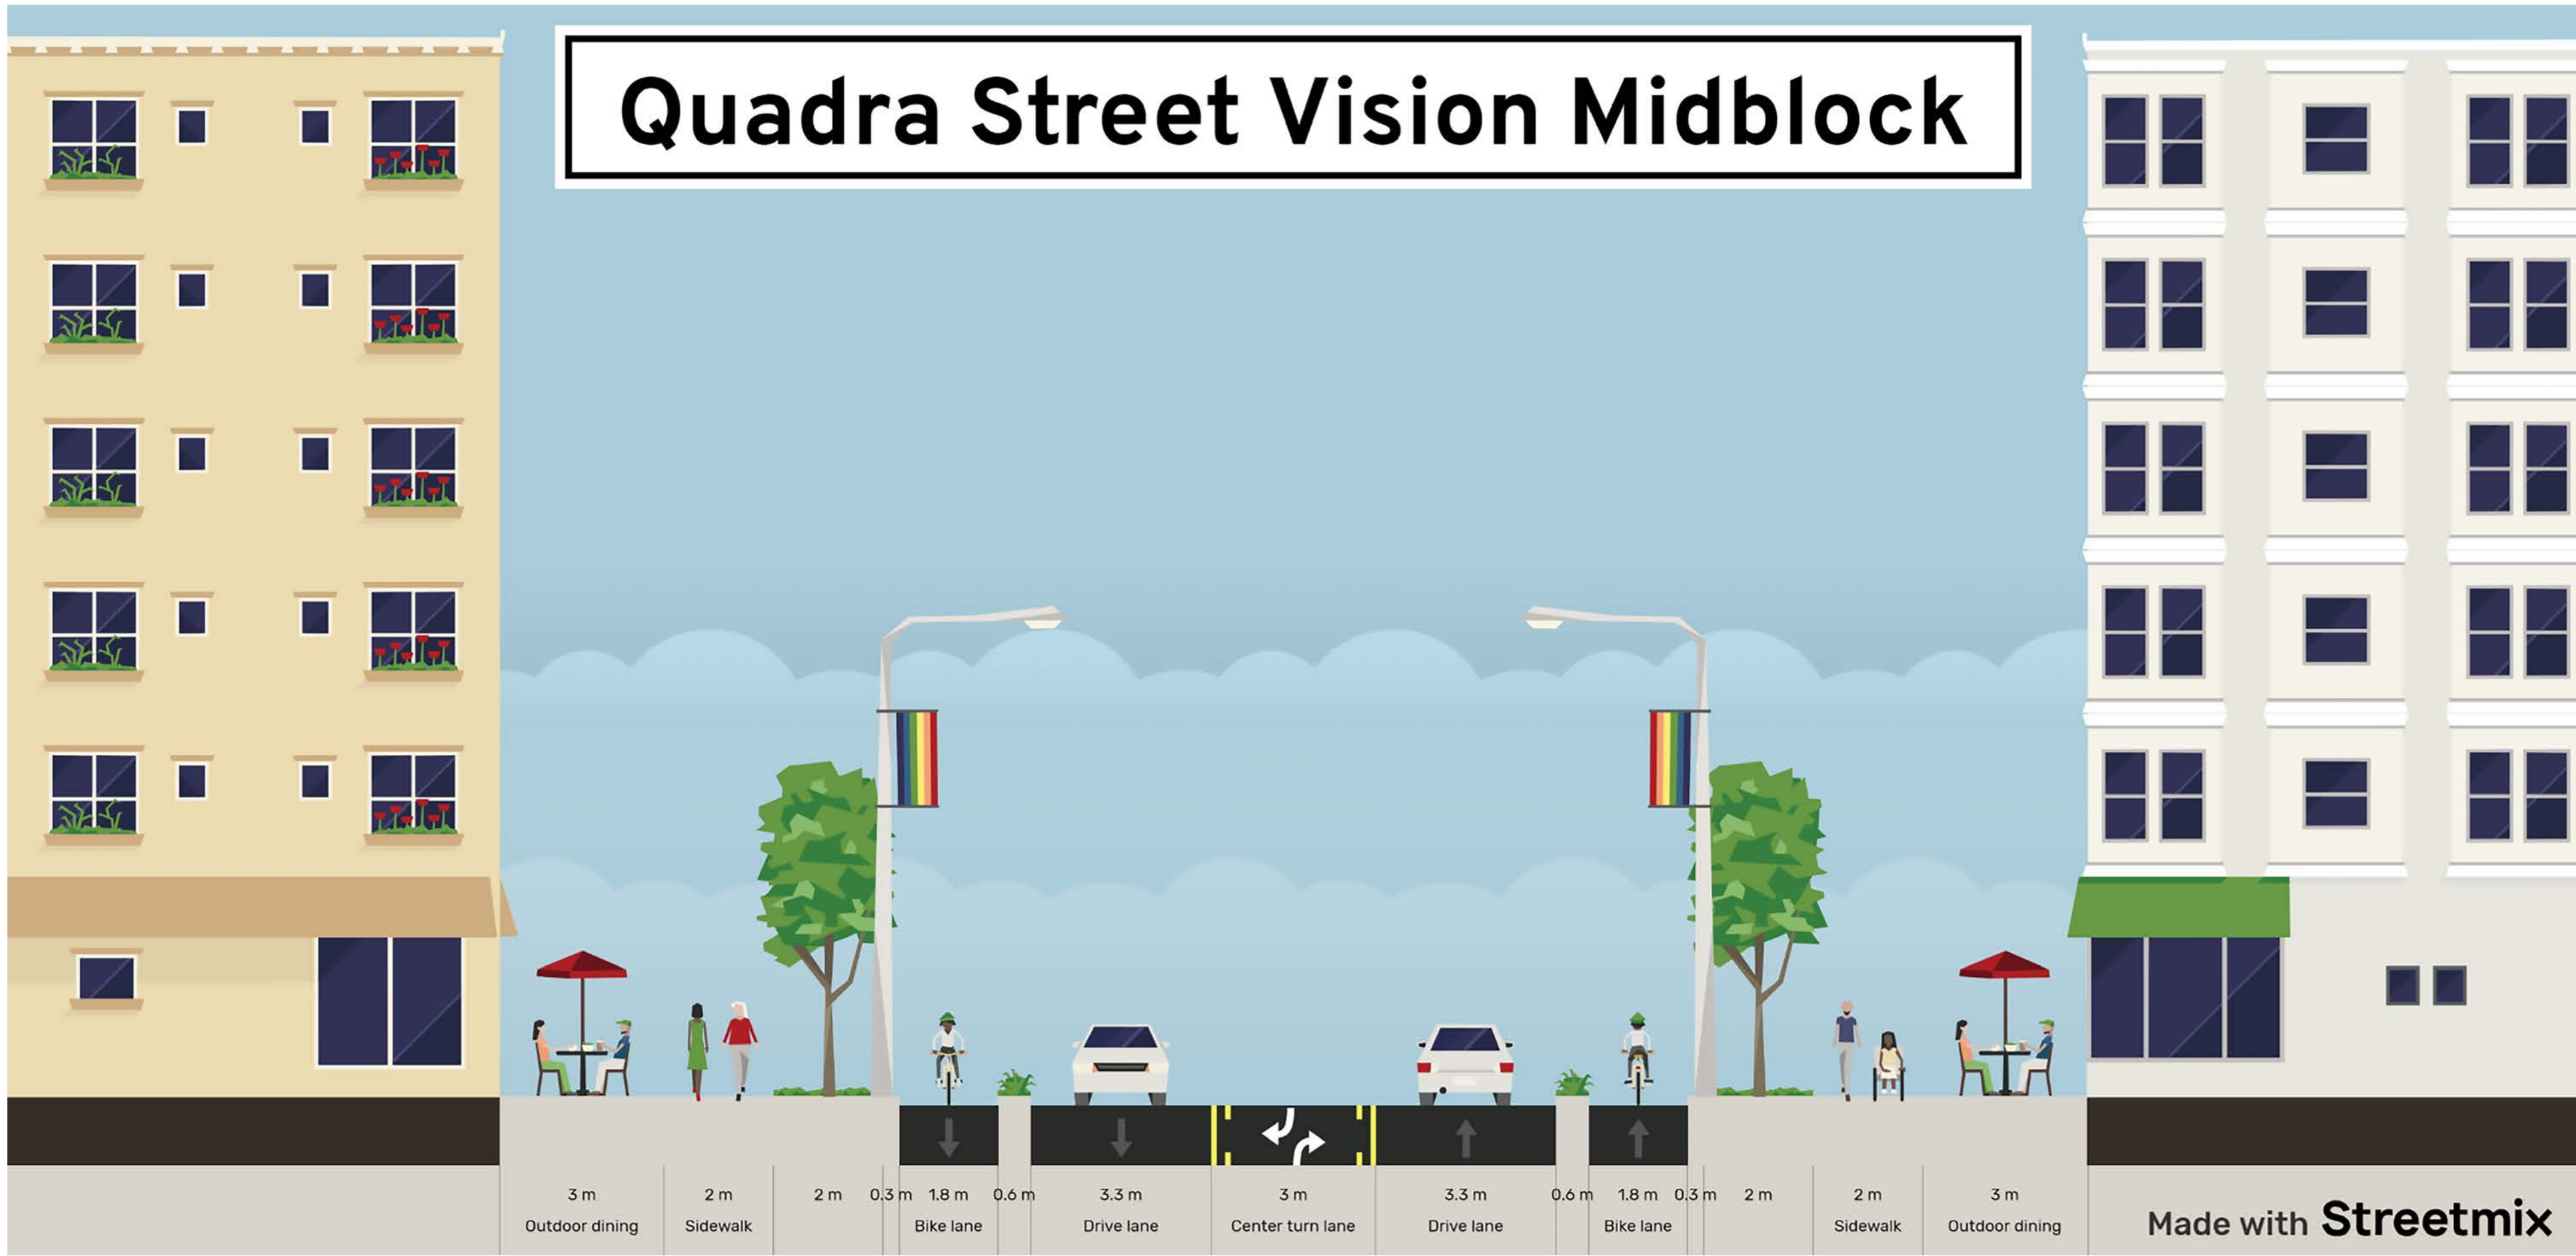 Quadra Street Vision Midblock
3 m
2 m
2 m
0.3 m
1.8 m
0.6 m
3.3 m
3 m
3.3 m
0.6 m
1.8 m
0.3 m
2 m
2 m
3 m
Outdoor dining
Sidewalk
Bike lane
Drive lane
Center turn lane
Drive lane
Bike lane
Sidewalk
Outdoor dining
Made with Streetmix